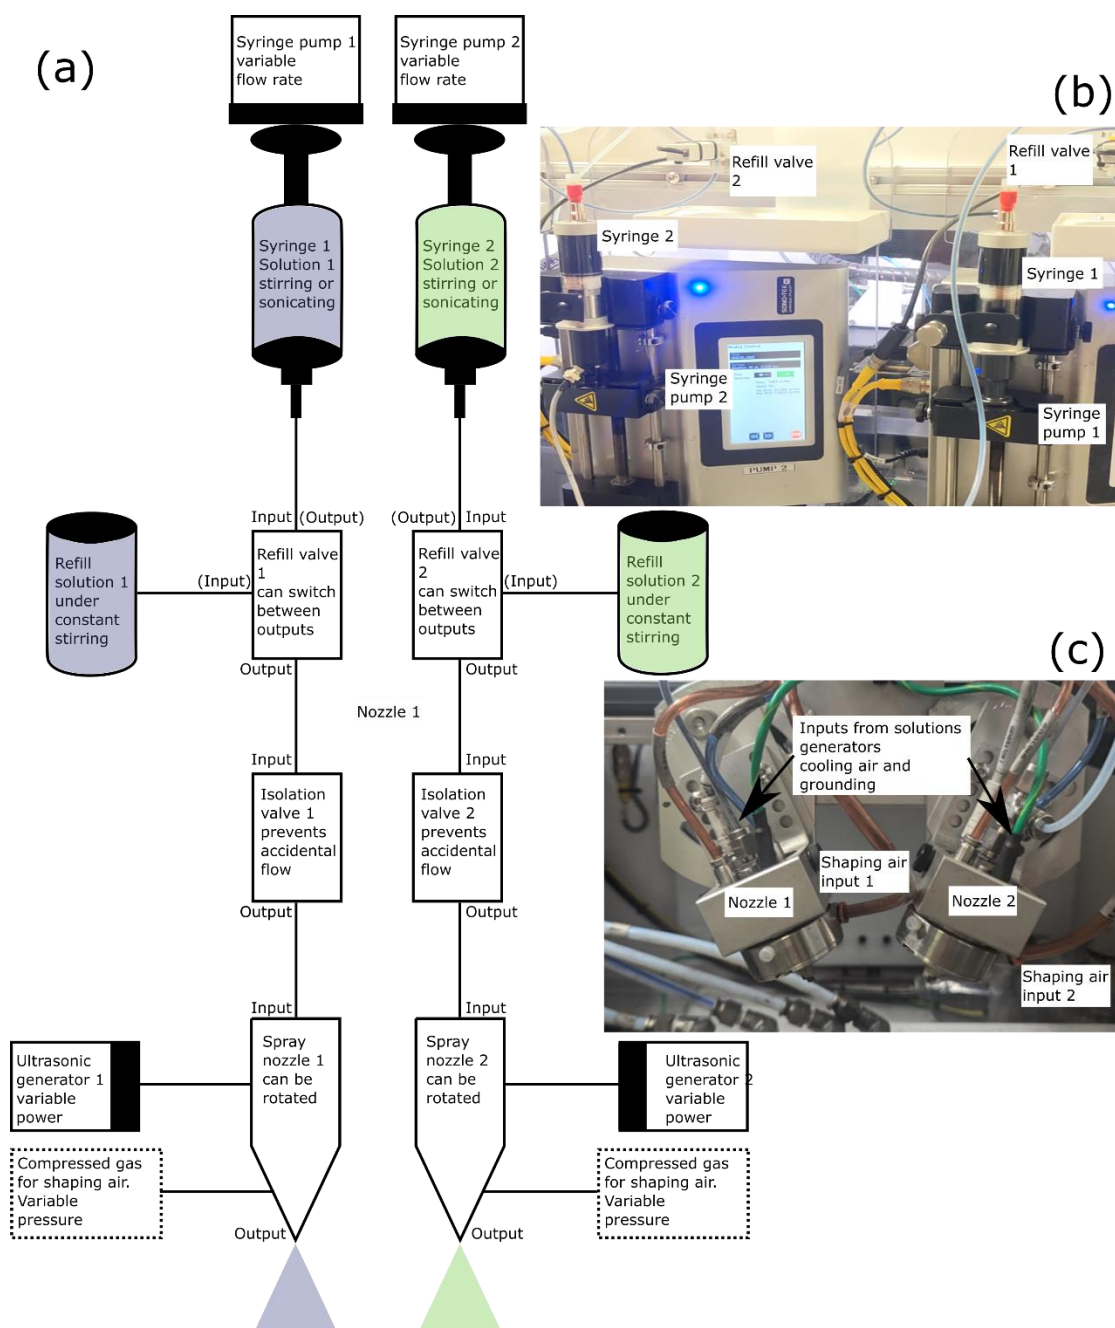 (a)
Syringe pump 1
variable
flow rate
Syringe pump 2
variable
flow rate
Syringe 1
Solution 1
stirring or
sonicating
Syringe 2
Solution 2
stirring or
sonicating
Input
(Output)
(Output)
Input
Refill
solution 1
under
constant
stirring
(Input)
Refill valve
1
can switch
between
outputs
Refill valve
2
can switch
between
outputs
(Input)
Refill
solution 2
under
constant
stirring
Output
Output
Nozzle 1
Input
Input
Isolation
valve 1
prevents
accidental
flow
Isolation
valve 2
prevents
accidental
flow
Output
Output
Input
Input
Ultrasonic
generator 1
variable
power
Spray
nozzle 1
can be
rotated
Spray
nozzle 2
can be
rotated
Ultrasonic
generator 2
variable
power
Compressed gas
for shaping air.
Variable
pressure
Compressed gas
for shaping air.
Variable
pressure
Output
Output
(b)
Refill valve
2
Refill valve
1
Syringe 2
Syringe 1
SONO-TEK
Syringe
pump 2
Syringe
pump 1
PUMP 2
(c)
Inputs from solutions
generators
cooling air and
grounding
Shaping air
input 1
Nozzle 1
Nozzle 2
Shaping air
input 2